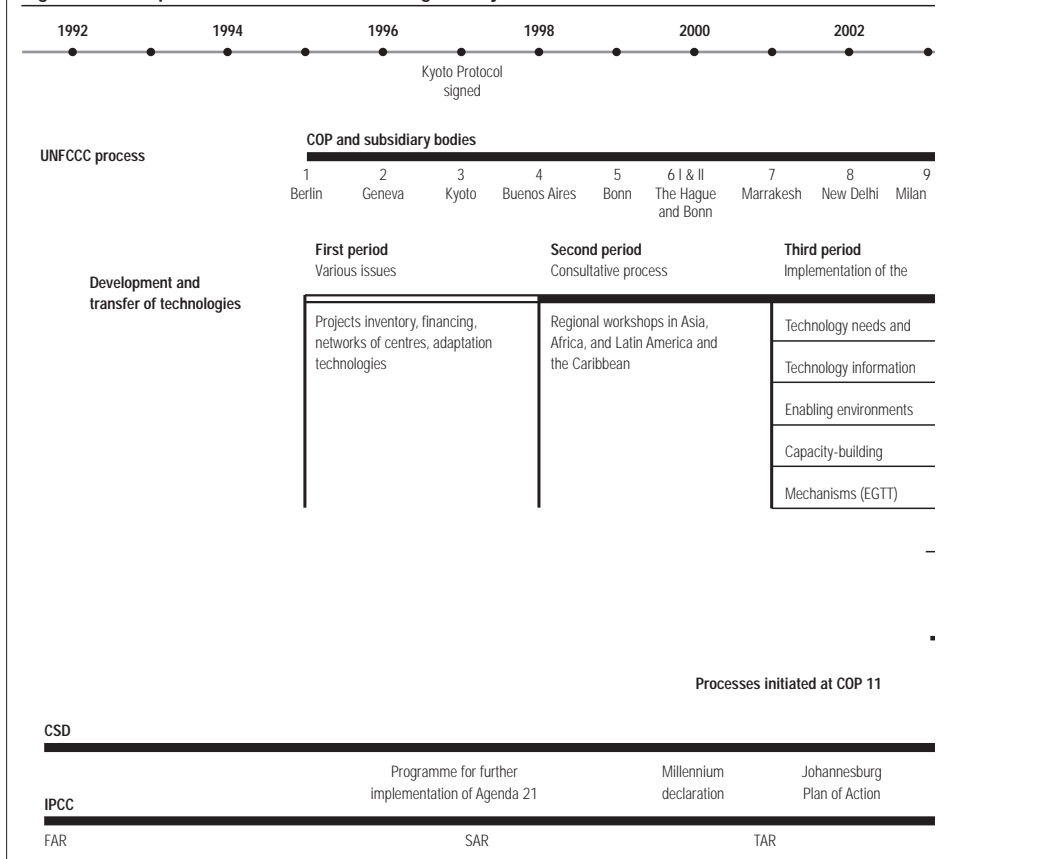 1992 1994 1996 1998 2000 2002
Kyoto Protocol
signed
COP and subsidiary bodies
UNFCCC process
1 2 3 4 5 6 I & II 7 8 9
Berlin Geneva Kyoto Buenos Aires Bonn The Hague Marrakesh New Delhi Milan
and Bonn
First period Second period Third period
Various issues Consultative process Implementation of the
Development and
transfer of technologies
Projects inventory, financing,
networks of centres, adaptation
technologies
Regional workshops in Asia,
Africa, and Latin America and
the Caribbean
Technology needs and
Technology information
Enabling environments
Capacity-building
Mechanisms (EGTT)
Processes initiated at COP 11
CSD
Programme for further
implementation of Agenda 21
Millennium
declaration
Johannesburg
Plan of Action
IPCC
FAR SAR TAR